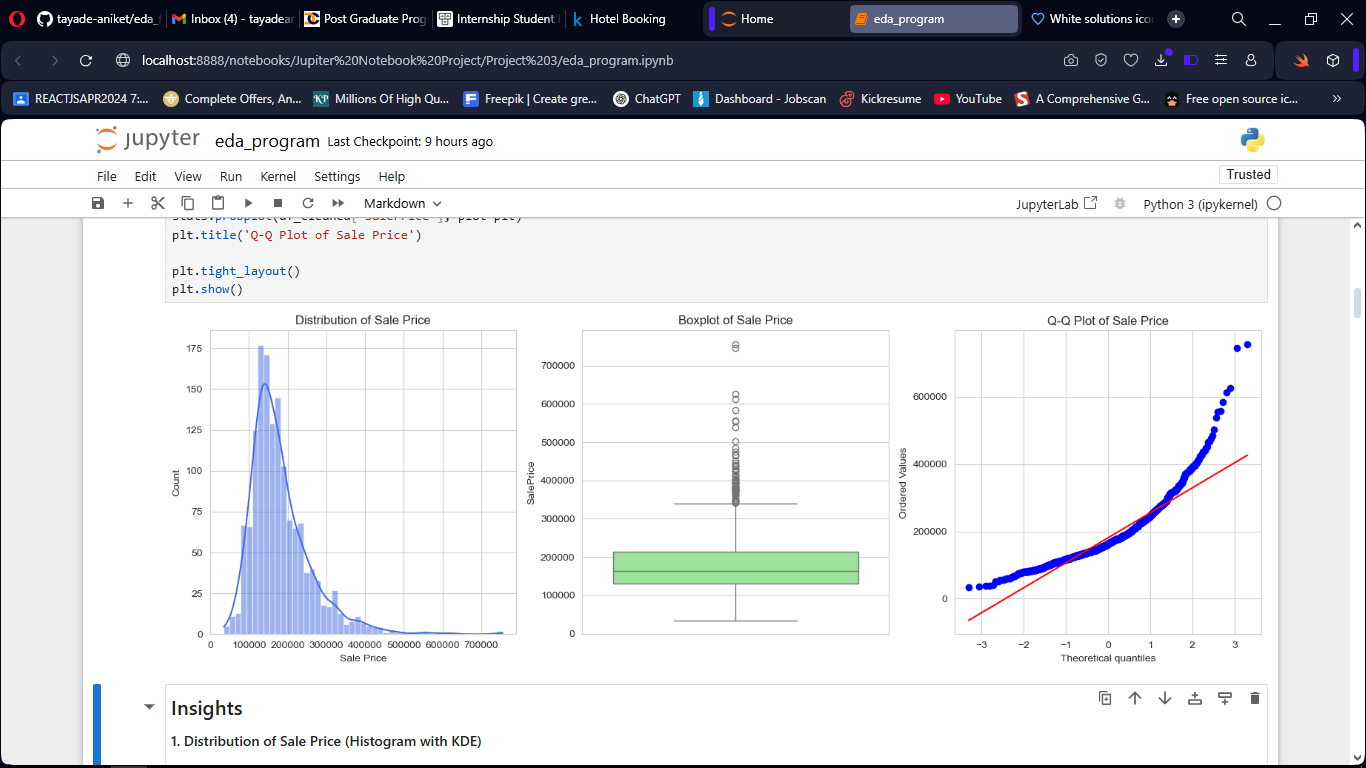 tayade-aniket/eda_f
Inbox (4) - tayadear
Post Graduate Prog
Internship Student
Hotel Booking
Home
eda_program
White solutions ico
localhost:8888/notebooks/Jupiter%20Notebook%20Project/Project%203/eda_program.ipynb
REACTJSAPR2024 7:...
Complete Offers, An...
KP
Millions Of High Qu...
Freepik | Create gre...
ChatGPT
Dashboard - Jobscan
Kickresume
YouTube
A Comprehensive G...
Free open source ic...
»
jupyter eda_program Last Checkpoint: 9 hours ago
File Edit View Run Kernel Settings Help
Trusted
Markdown
JupyterLab
Python 3 (ipykernel)
plt.title('Q-Q Plot of Sale Price')
plt.tight_layout()
plt.show()
Distribution of Sale Price
175
150
125
100
75
50
25
0
Count
0 100000 200000 300000 400000 500000 600000 700000
Sale Price
Boxplot of Sale Price
700000
600000
500000
400000
300000
200000
100000
0
SalePrice
Q-Q Plot of Sale Price
600000
400000
200000
0
Ordered Values
−3 −2 −1 0 1 2 3
Theoretical quantiles
Insights
1. Distribution of Sale Price (Histogram with KDE)